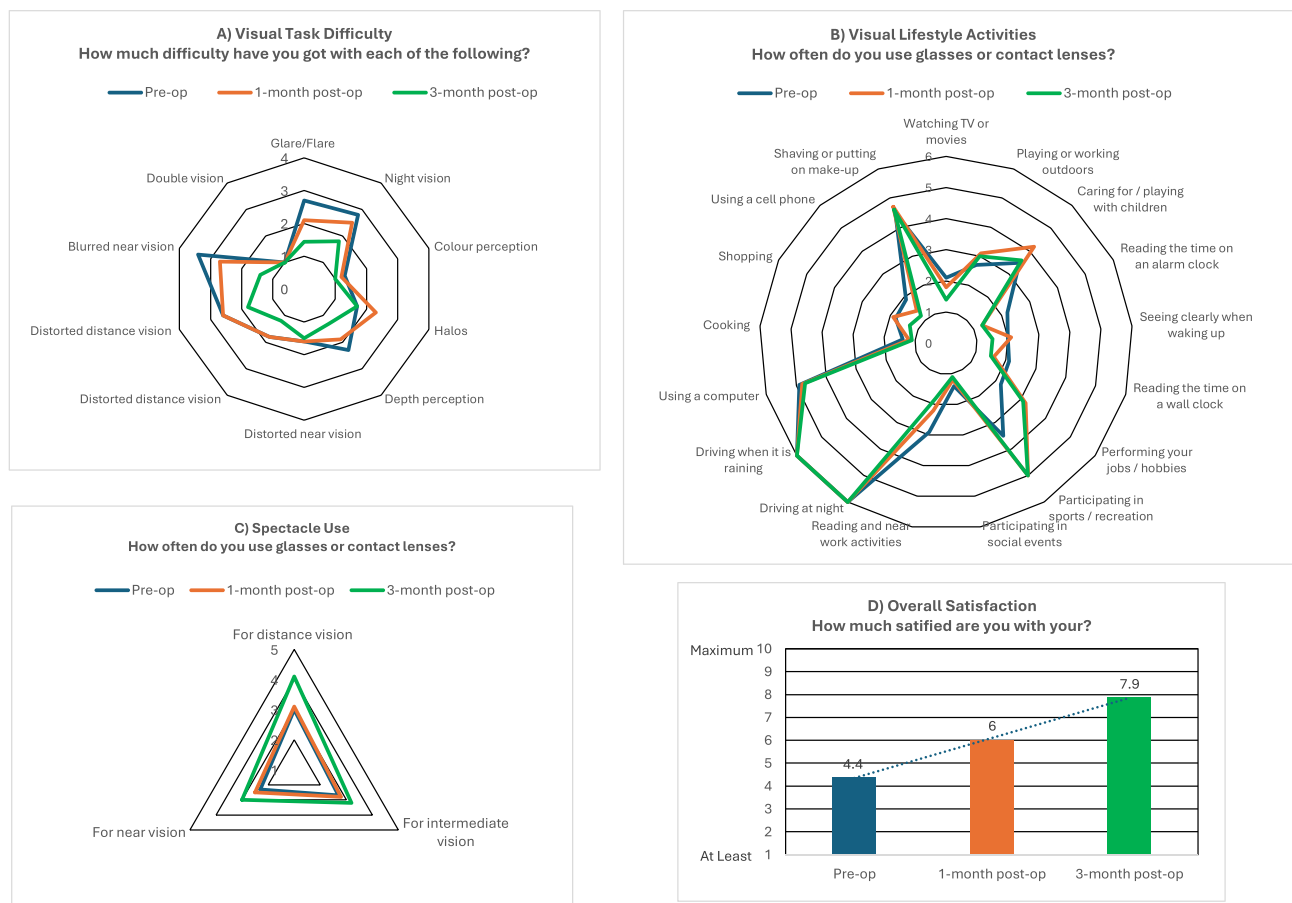 A) Visual Task Difficulty
How much difficulty have you got with each of the following?
Pre-op
1-month post-op
3-month post-op
Glare/Flare
Night vision
Colour perception
Halos
Depth perception
Distorted near vision
Distorted distance vision
Distorted distance vision
Blurred near vision
Double vision
4
3
2
1
0
B) Visual Lifestyle Activities
How often do you use glasses or contact lenses?
Pre-op
1-month post-op
3-month post-op
Watching TV or
movies
Playing or working
outdoors
Caring for / playing
with children
Reading the time on
an alarm clock
Seeing clearly when
waking up
Reading the time on
a wall clock
Performing your
jobs / hobbies
Participating in
sports / recreation
Participating in
social events
Reading and near
work activities
Driving at night
Driving when it is
raining
Using a computer
Cooking
Shopping
Using a cell phone
Shaving or putting
on make-up
6
5
4
3
2
1
0
C) Spectacle Use
How often do you use glasses or contact lenses?
Pre-op
1-month post-op
3-month post-op
For distance vision
5
4
3
2
1
For near vision
For intermediate
vision
D) Overall Satisfaction
How much satified are you with your?
Maximum 10
9
8
7
6
5
4
3
2
At Least 1
4.4
6
7.9
Pre-op
1-month post-op
3-month post-op